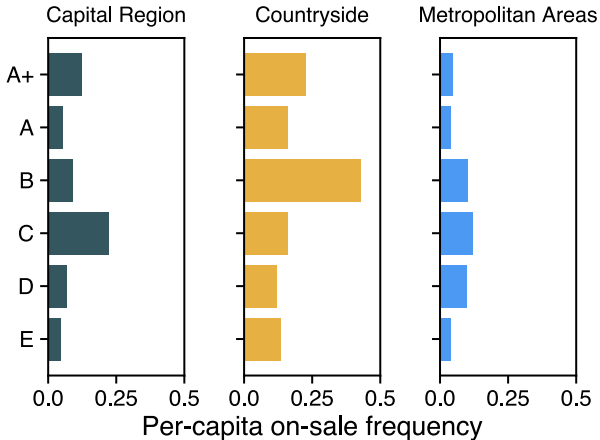 Capital Region Countryside Metropolitan Areas
A+
A
B
C
D
E
0.0 0.25 0.5 0.0 0.25 0.5 0.0 0.25 0.5
Per-capita on-sale frequency